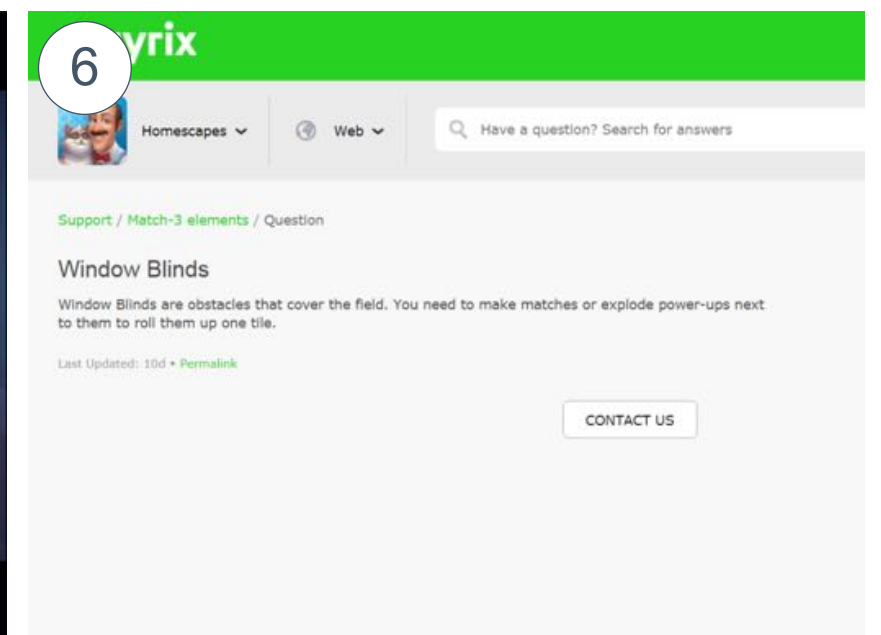 6
yrix
Homescapes
Web
Have a question? Search for answers
Support / Match-3 elements / Question
Window Blinds
Window Blinds are obstacles that cover the field. You need to make matches or explode power-ups next
to them to roll them up one tile.
Last Updated: 10d • Permalink
CONTACT US